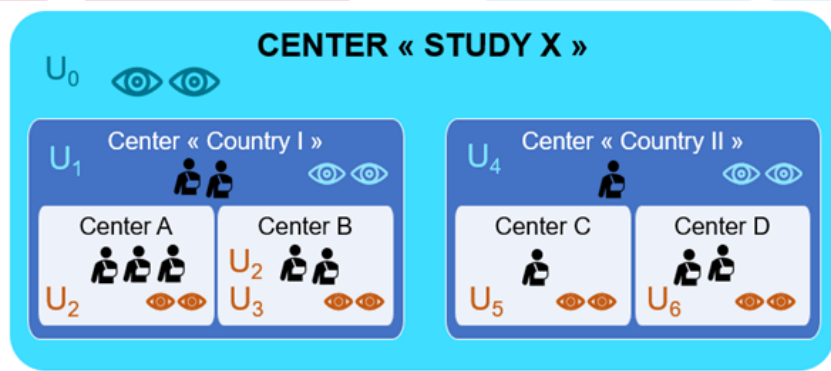 CENTER « STUDY X »
U0
Center « Country I »
U1
Center A
U2
Center B
U2
U3
Center « Country II »
U4
Center C
U5
Center D
U6